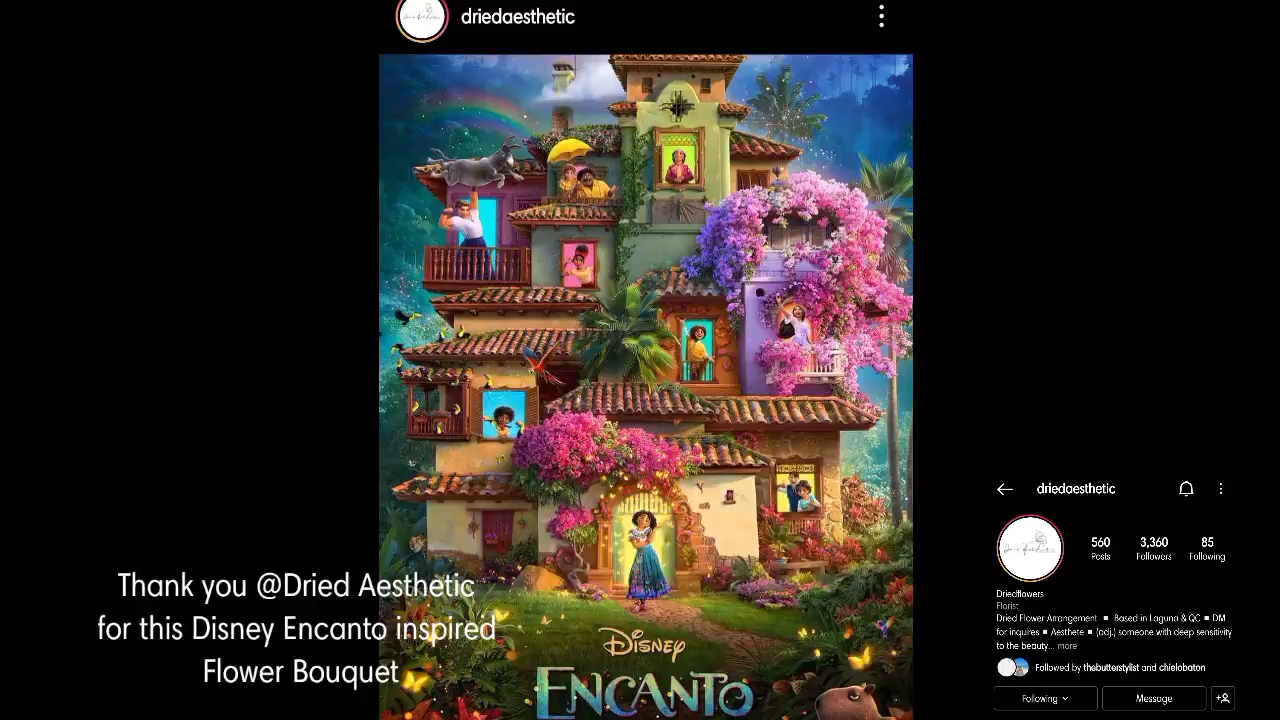 driedaesthetic
Thank you @Dried Aesthetic
for this Disney Encanto inspired
Flower Bouquet
DISNEY
ENCANTO
driedaesthetic
560 3,360 85
Posts Followers Following
Driedflowers
Florist
Dried Flower Arrangement ▪ Based in Laguna & QC ▪ DM
for inquires ▪ Aesthete ▪ (adj.) someone with deep sensitivity
to the beauty... more
Followed by thebutterstylist and chielobaton
Following Message